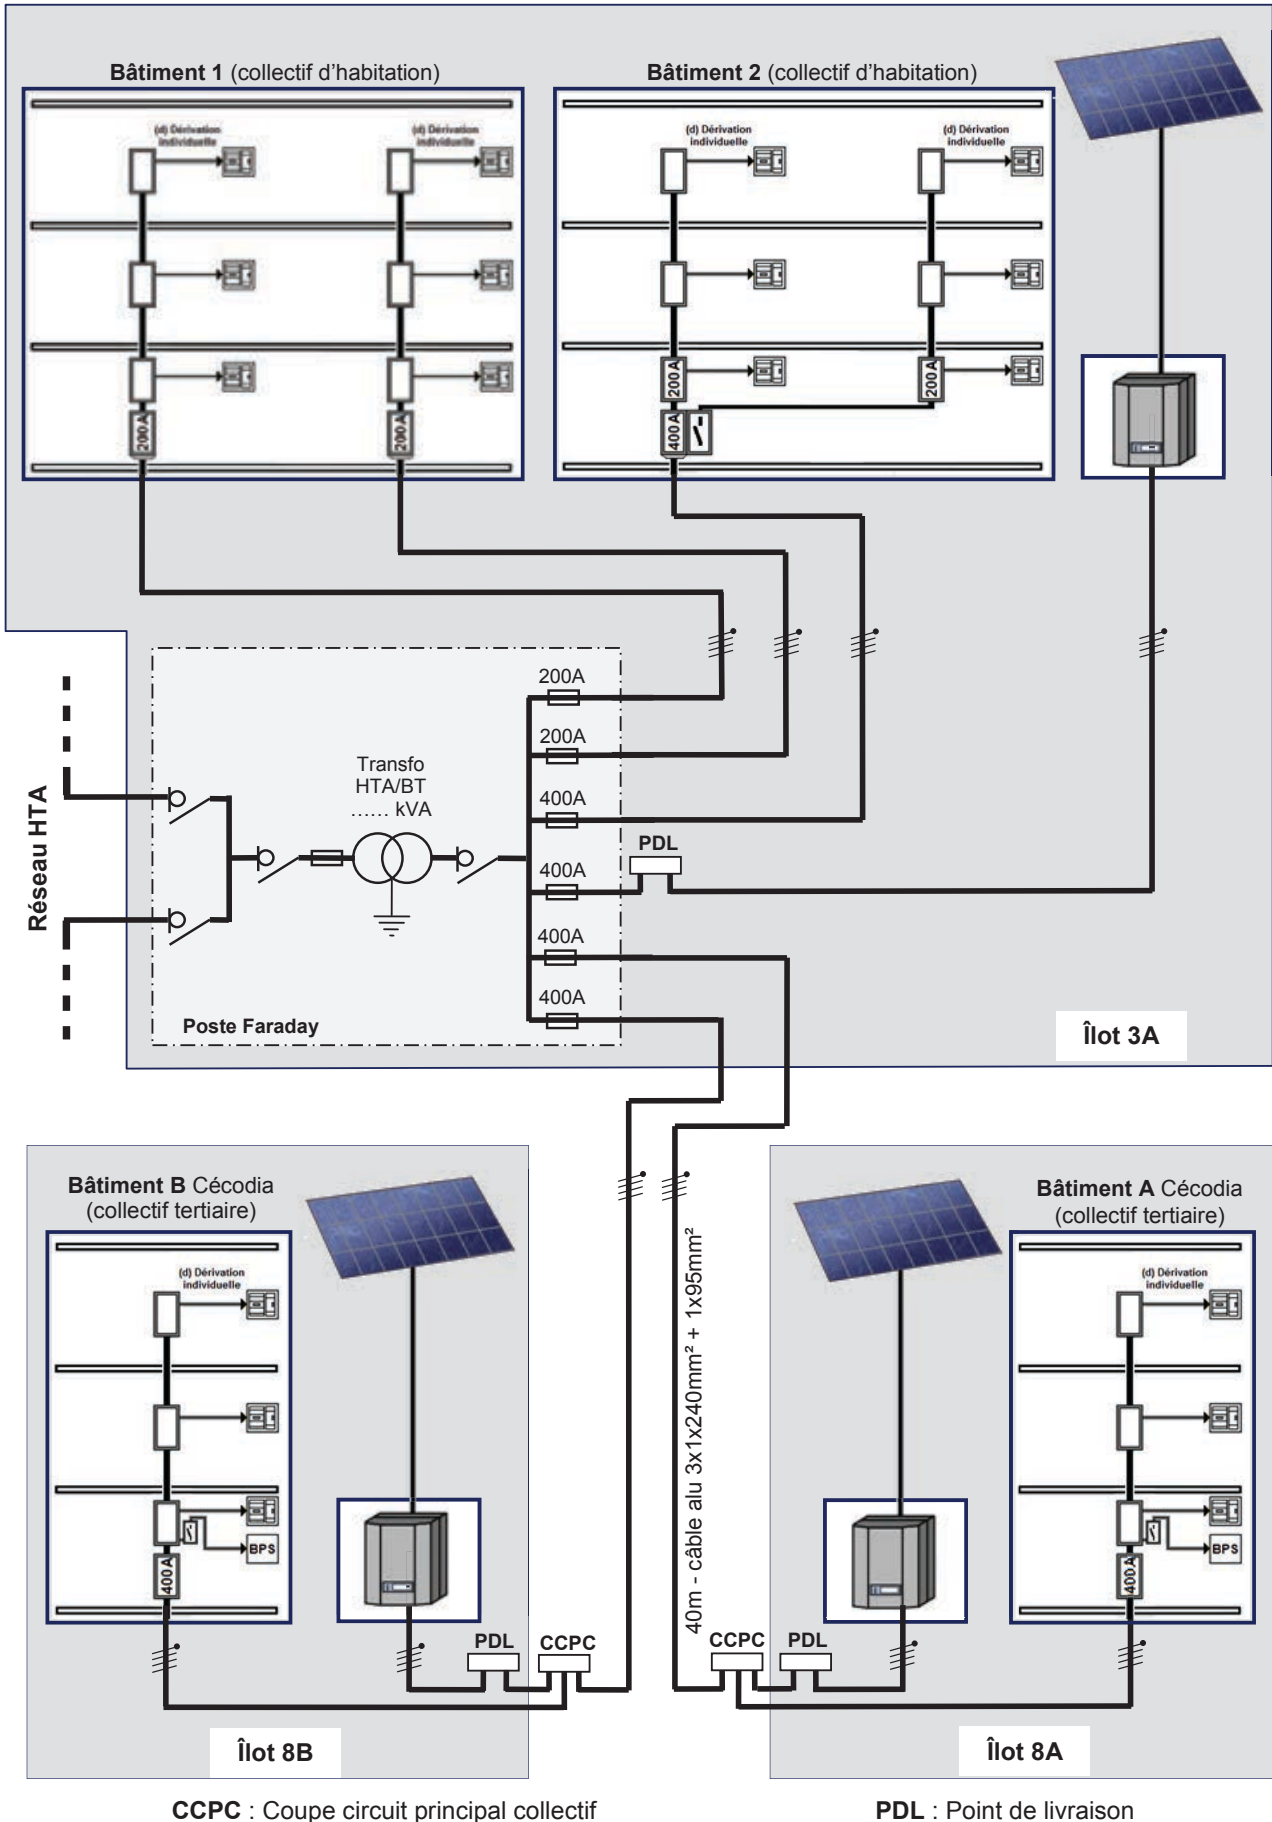 Bâtiment 1 (collectif d’habitation)
Bâtiment 2 (collectif d’habitation)
(d) Dérivation
individuelle
(d) Dérivation
individuelle
(d) Dérivation
individuelle
(d) Dérivation
individuelle
200A
200A
200A
400A
200A
Réseau HTA
Transfo
HTA/BT
...... kVA
200A
200A
400A
400A
400A
400A
PDL
Poste Faraday
Îlot 3A
Bâtiment B Cécodia
(collectif tertiaire)
(d) Dérivation
individuelle
BPS
400A
PDL
CCPC
Îlot 8B
40m - câble alu 3x1x240mm² + 1x95mm²
Bâtiment A Cécodia
(collectif tertiaire)
(d) Dérivation
individuelle
BPS
400A
CCPC
PDL
Îlot 8A
CCPC : Coupe circuit principal collectif
PDL : Point de livraison